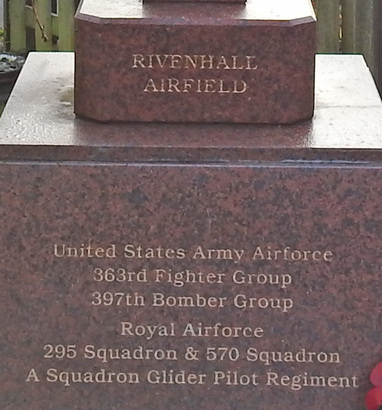 RIVENHALL
AIRFIELD
United States Army Airforce
363rd Fighter Group
397th Bomber Group
Royal Airforce
295 Squadron & 570 Squadron
A Squadron Glider Pilot Regiment